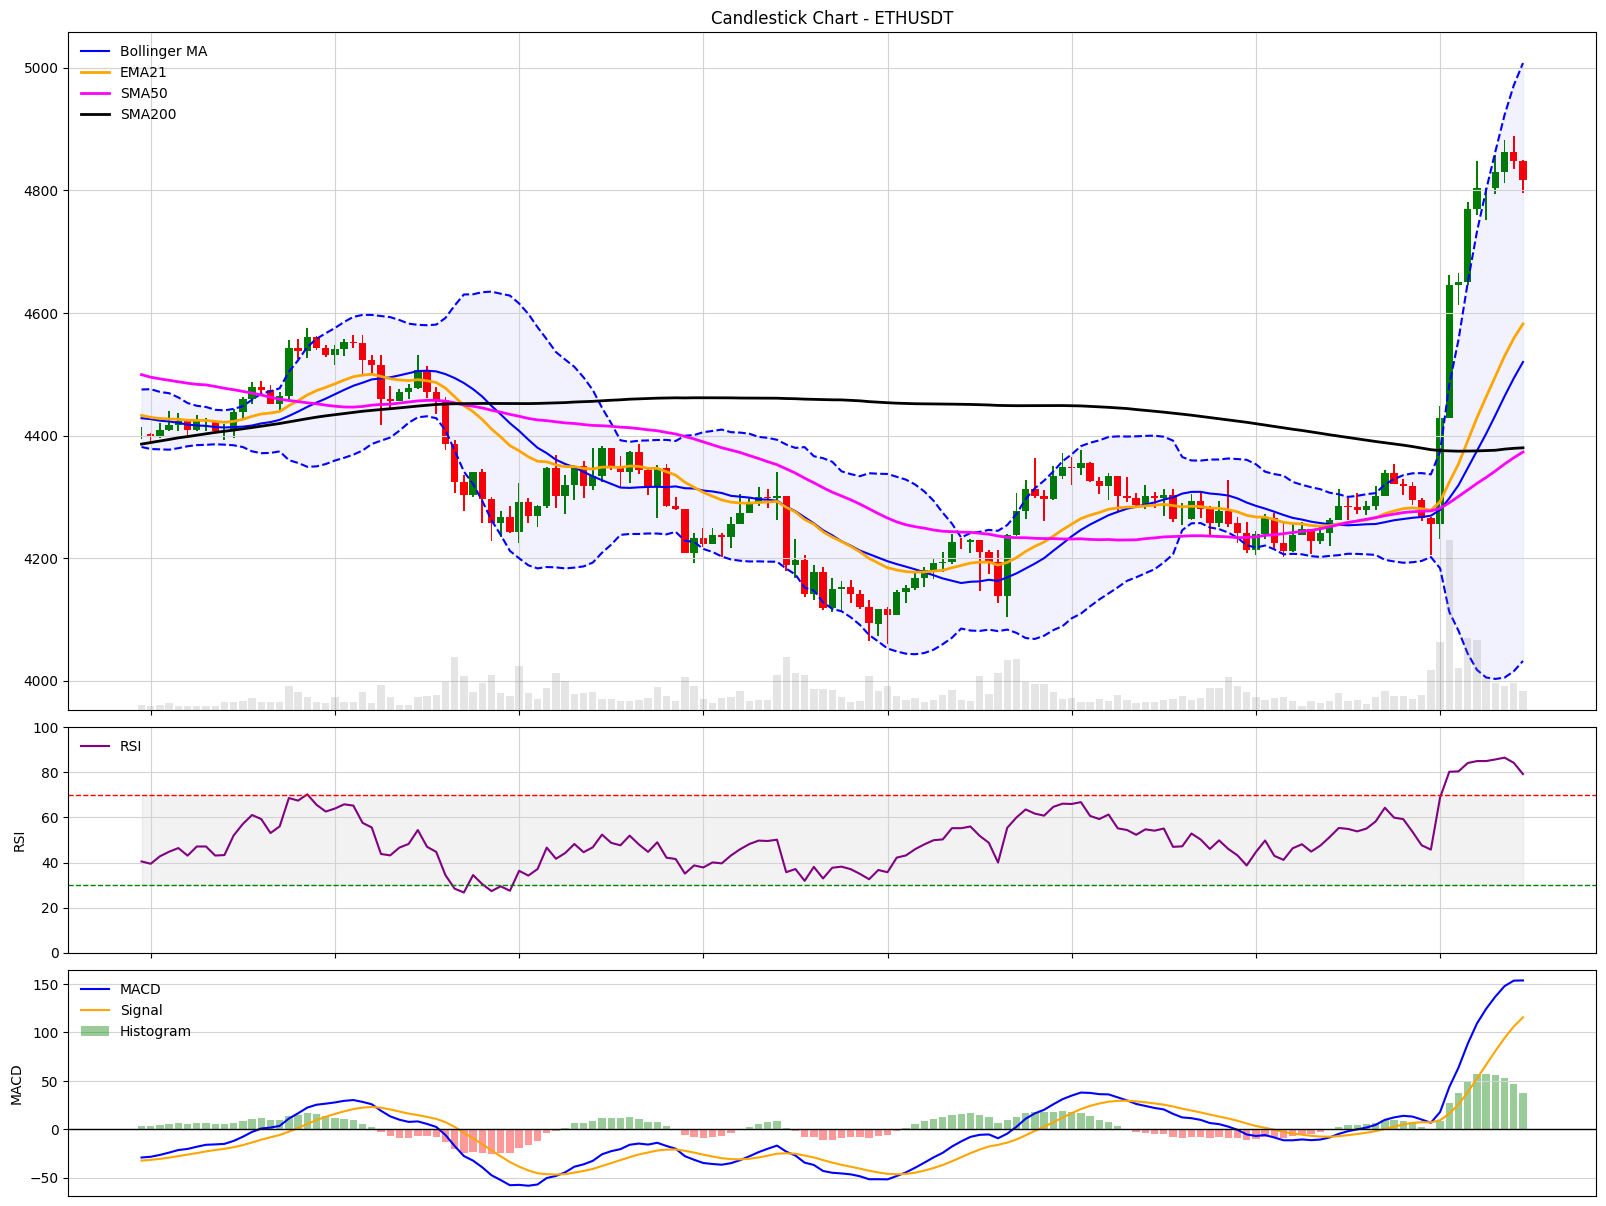 Candlestick Chart - ETHUSDT
Bollinger MA
EMA21
SMA50
SMA200
5000
4800
4600
4400
4200
4000
RSI
100
80
60
40
20
0
RSI
MACD
Signal
Histogram
150
100
50
0
−50
MACD